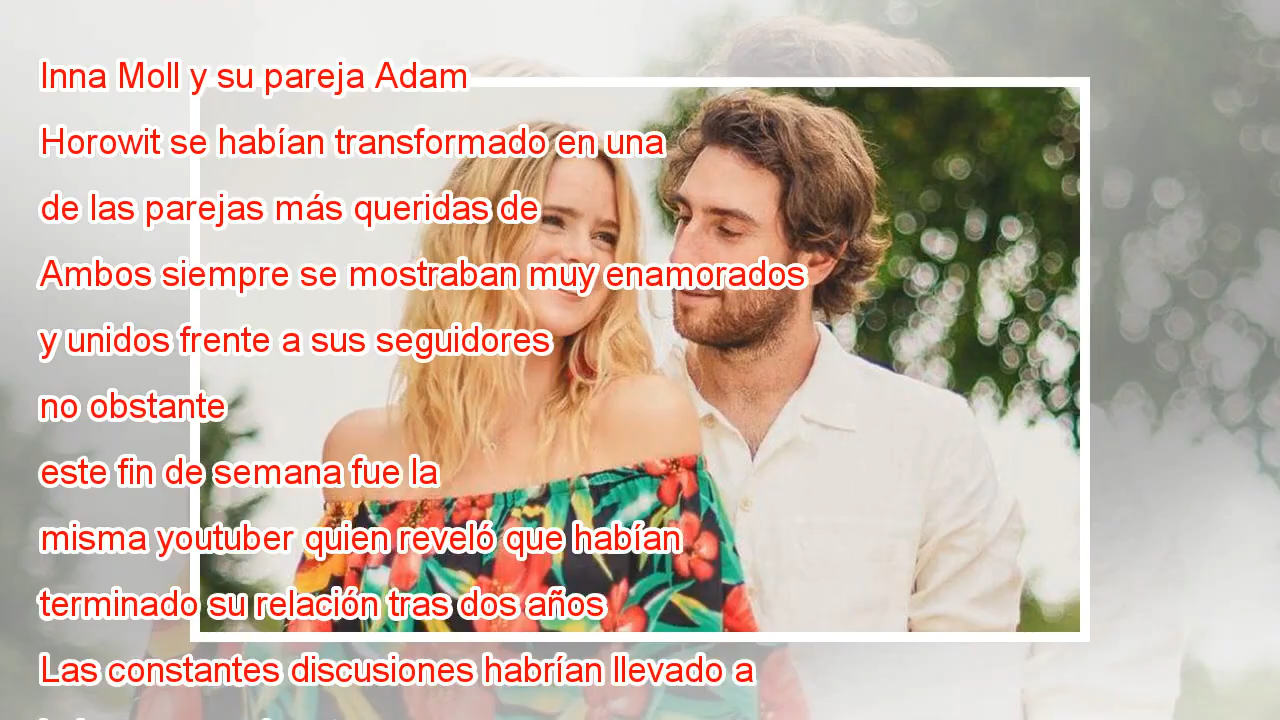 Inna Moll y su pareja Adam
Horowit se habían transformado en una
de las parejas más queridas de
Ambos siempre se mostraban muy enamorados
y unidos frente a sus seguidores
no obstante
este fin de semana fue la
misma youtuber quien reveló que habían
terminado su relación tras dos años
Las constantes discusiones habrían llevado a